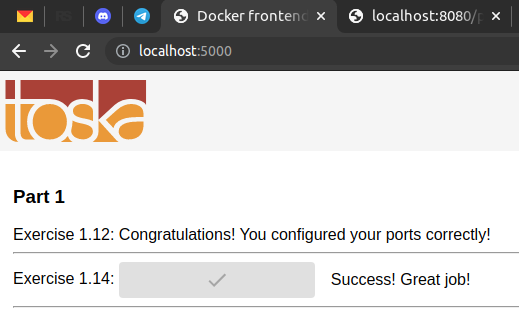 Docker frontend
localhost:8080/p
localhost:5000
toska
Part 1
Exercise 1.12: Congratulations! You configured your ports correctly!
Exercise 1.14:
Success! Great job!